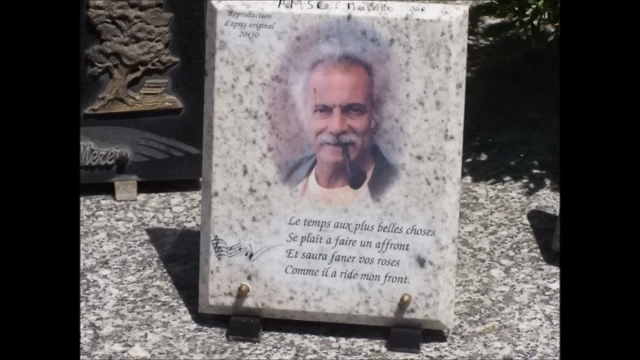 A.M.S.C.
Reproduction
d'après original
20x30
Merci
Le temps aux plus belles choses
Se plaît à faire un affront
Et saura faner vos roses
Comme il a ridé mon front.